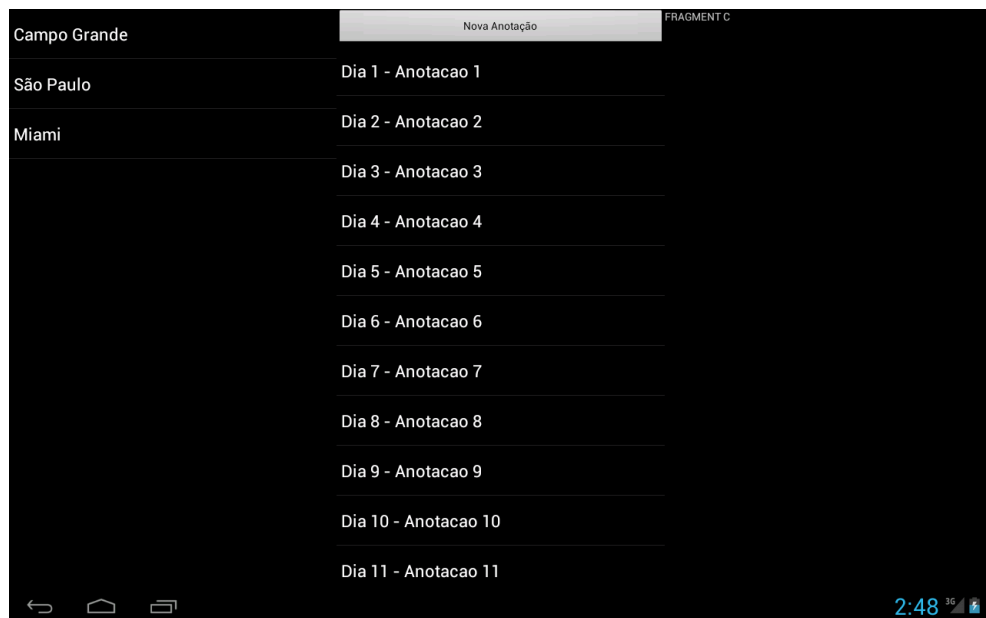 Campo Grande
São Paulo
Miami
Nova Anotação
Dia 1 - Anotacao 1
Dia 2 - Anotacao 2
Dia 3 - Anotacao 3
Dia 4 - Anotacao 4
Dia 5 - Anotacao 5
Dia 6 - Anotacao 6
Dia 7 - Anotacao 7
Dia 8 - Anotacao 8
Dia 9 - Anotacao 9
Dia 10 - Anotacao 10
Dia 11 - Anotacao 11
FRAGMENT C
2:48 3G